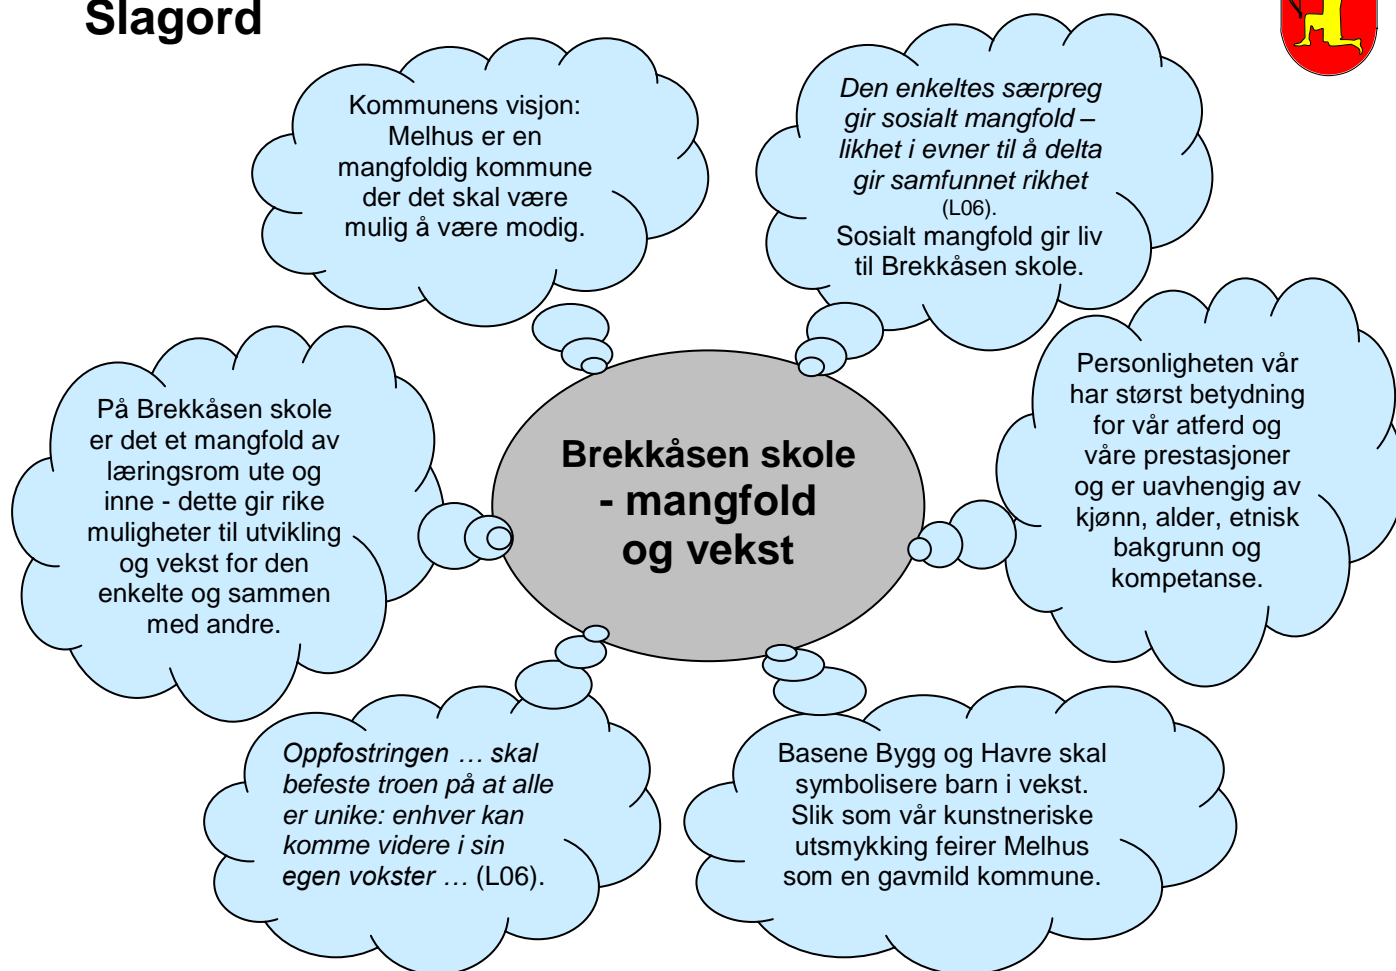 Slagord
Kommunens visjon:
Melhus er en
mangfoldig kommune
der det skal være
mulig å være modig.
Den enkeltes særpreg
gir sosialt mangfold –
likhet i evner til å delta
gir samfunnet rikhet
(L06).
Sosialt mangfold gir liv
til Brekkåsen skole.
På Brekkåsen skole
er det et mangfold av
læringsrom ute og
inne - dette gir rike
muligheter til utvikling
og vekst for den
enkelte og sammen
med andre.
Brekkåsen skole
- mangfold
og vekst
Personligheten vår
har størst betydning
for vår atferd og
våre prestasjoner
og er uavhengig av
kjønn, alder, etnisk
bakgrunn og
kompetanse.
Oppfostringen … skal
befeste troen på at alle
er unike: enhver kan
komme videre i sin
egen vokster … (L06).
Basene Bygg og Havre skal
symbolisere barn i vekst.
Slik som vår kunstneriske
utsmykking feirer Melhus
som en gavmild kommune.